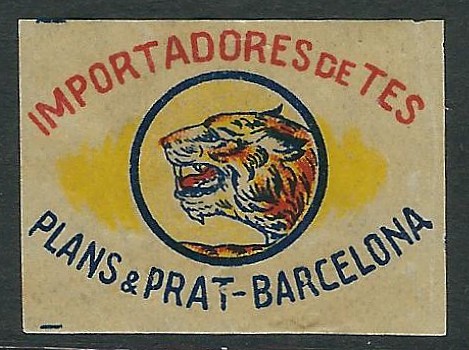 IMPORTADORES DE TES
PLANS & PRAT-BARCELONA